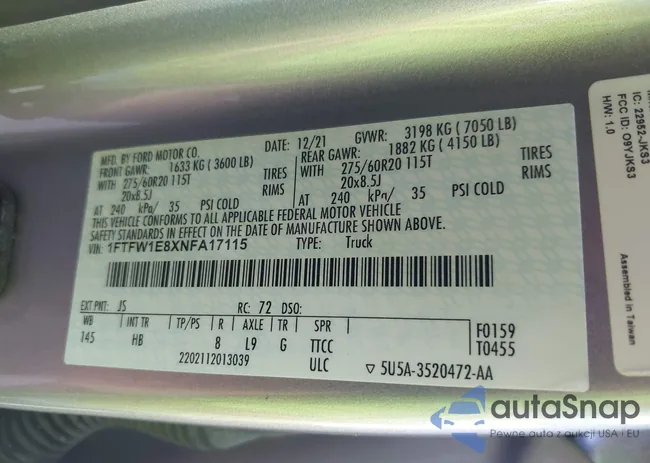 MFD. BY FORD MOTOR CO.
DATE: 12/21 GVWR: 3198 KG ( 7050 LB)
FRONT GAWR: 1633 KG ( 3600 LB)
REAR GAWR: 1882 KG ( 4150 LB)
WITH 275/60R20 115T TIRES
WITH 275/60R20 115T TIRES
20x8.5J RIMS
20x8.5J RIMS
AT 240 kPa/ 35 PSI COLD
AT 240 kPa/ 35 PSI COLD
THIS VEHICLE CONFORMS TO ALL APPLICABLE FEDERAL MOTOR VEHICLE
SAFETY STANDARDS IN EFFECT ON THE DATE OF MANUFACTURE SHOWN ABOVE.
VIN: 1FTFW1E8XNFA17115 TYPE: Truck
EXT PNT: JS RC: 72 DSO:
WB INT TR TP/PS R AXLE TR SPR
145 HB 8 L9 G TTCC
ULC
F0159
T0455
2202112013039
▽ 5U5A-3520472-AA
IC: 22952-JKS3
FCC ID: O9YJKS3
H/W: 1.0
Assembled in Taiwan
autaSnap
Pewne auta z aukcji USA i EU